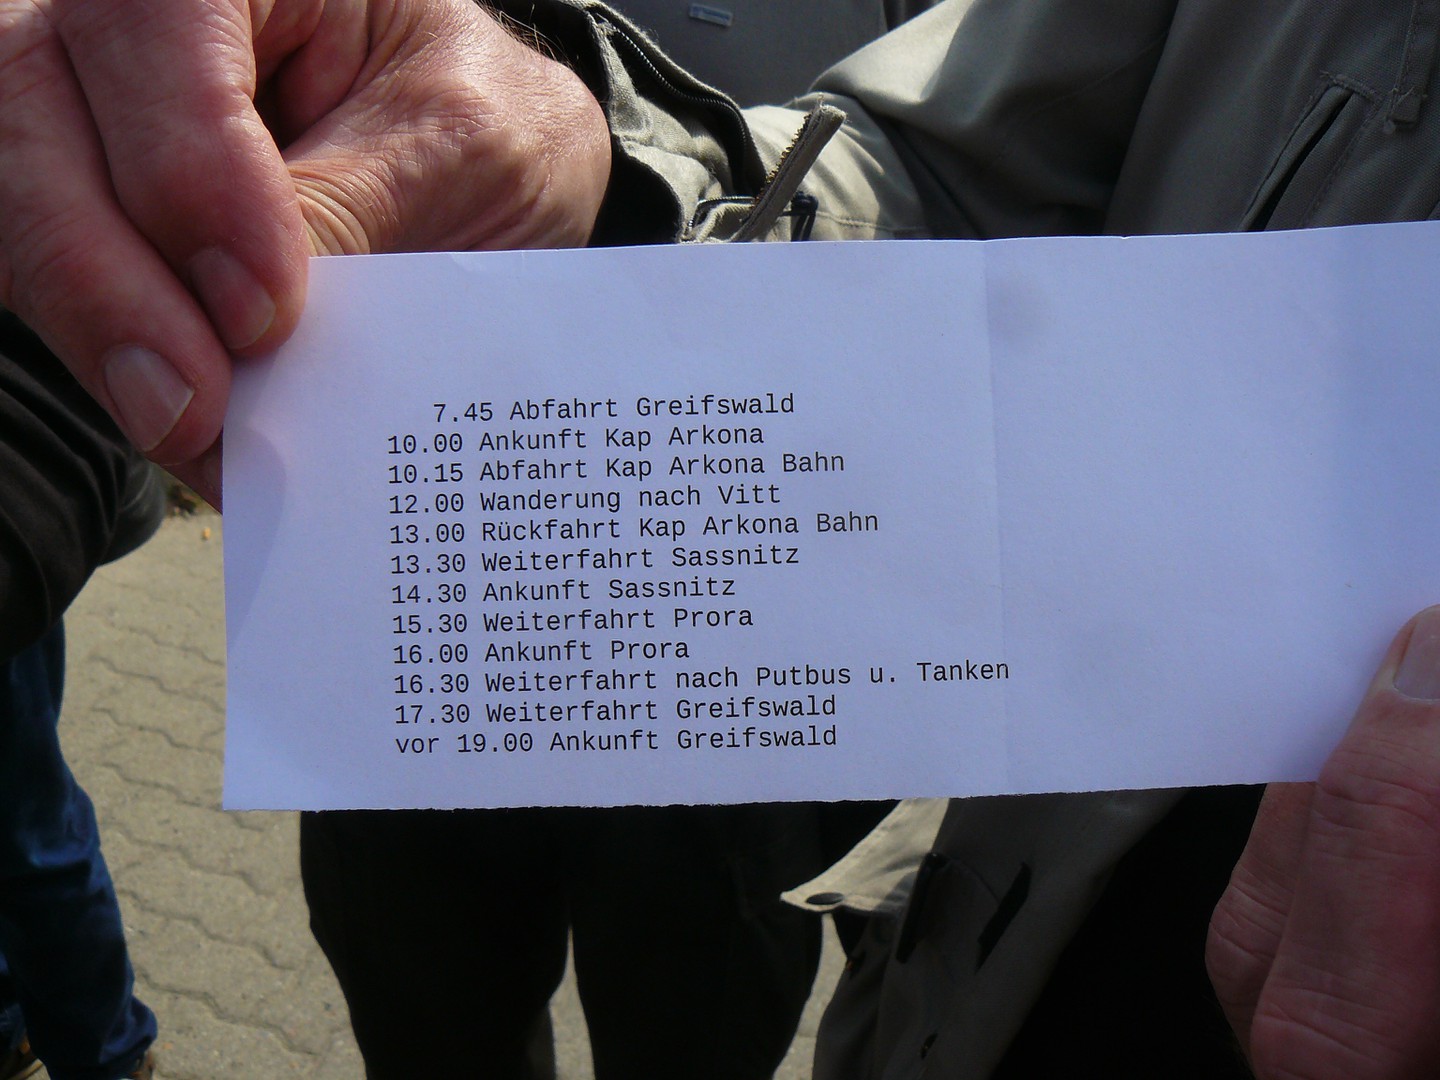 7.45 Abfahrt Greifswald
10.00 Ankunft Kap Arkona
10.15 Abfahrt Kap Arkona Bahn
12.00 Wanderung nach Vitt
13.00 Rückfahrt Kap Arkona Bahn
13.30 Weiterfahrt Sassnitz
14.30 Ankunft Sassnitz
15.30 Weiterfahrt Prora
16.00 Ankunft Prora
16.30 Weiterfahrt nach Putbus u. Tanken
17.30 Weiterfahrt Greifswald
vor 19.00 Ankunft Greifswald